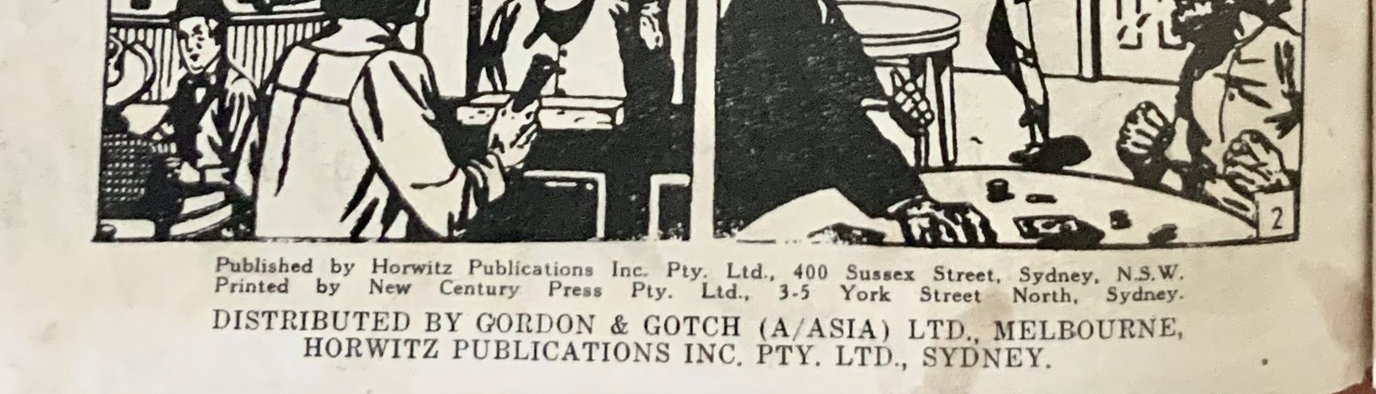 2
Published by Horwitz Publications Inc. Pty. Ltd., 400 Sussex Street, Sydney, N.S.W.
Printed by New Century Press Pty. Ltd., 3-5 York Street North, Sydney.
DISTRIBUTED BY GORDON & GOTCH (A/ASIA) LTD., MELBOURNE,
HORWITZ PUBLICATIONS INC. PTY. LTD., SYDNEY.